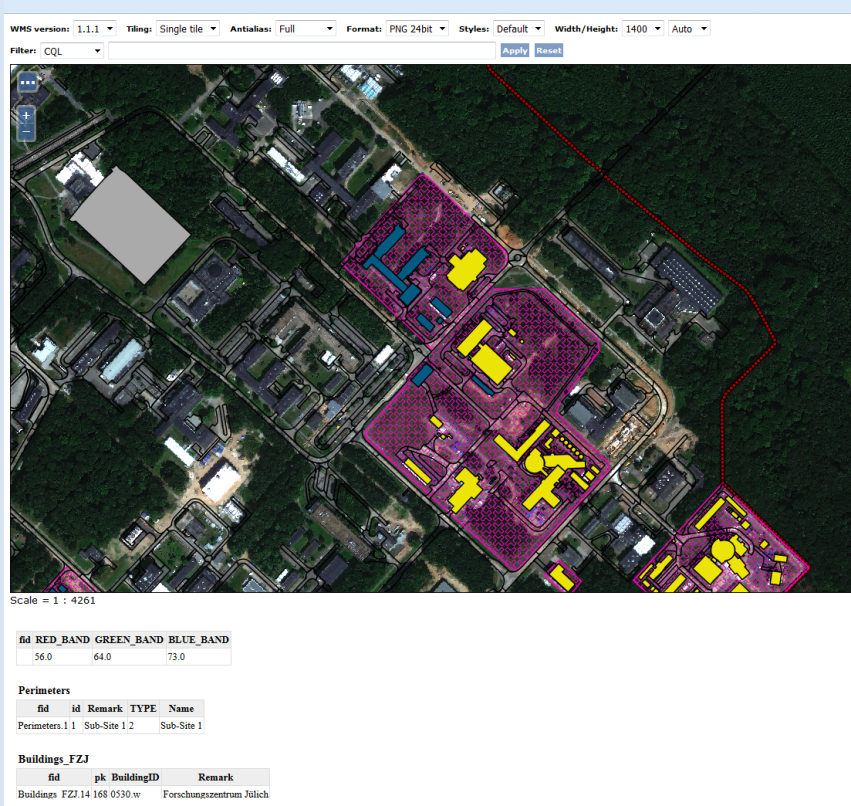 WMS version: 1.1.1 Tiling: Single tile Antialias: Full Format: PNG 24bit Styles: Default Width/Height: 1400 Auto
Filter: CQL Apply Reset
...
+
−
Scale = 1 : 4261
fid RED_BAND GREEN_BAND BLUE_BAND
56.0 64.0 73.0
Perimeters
fid id Remark TYPE Name
Perimeters.1 1 Sub-Site 1 2 Sub-Site 1
Buildings_FZJ
fid pk BuildingID Remark
Buildings_FZJ.14 168 0530.w Forschungszentrum Jülich